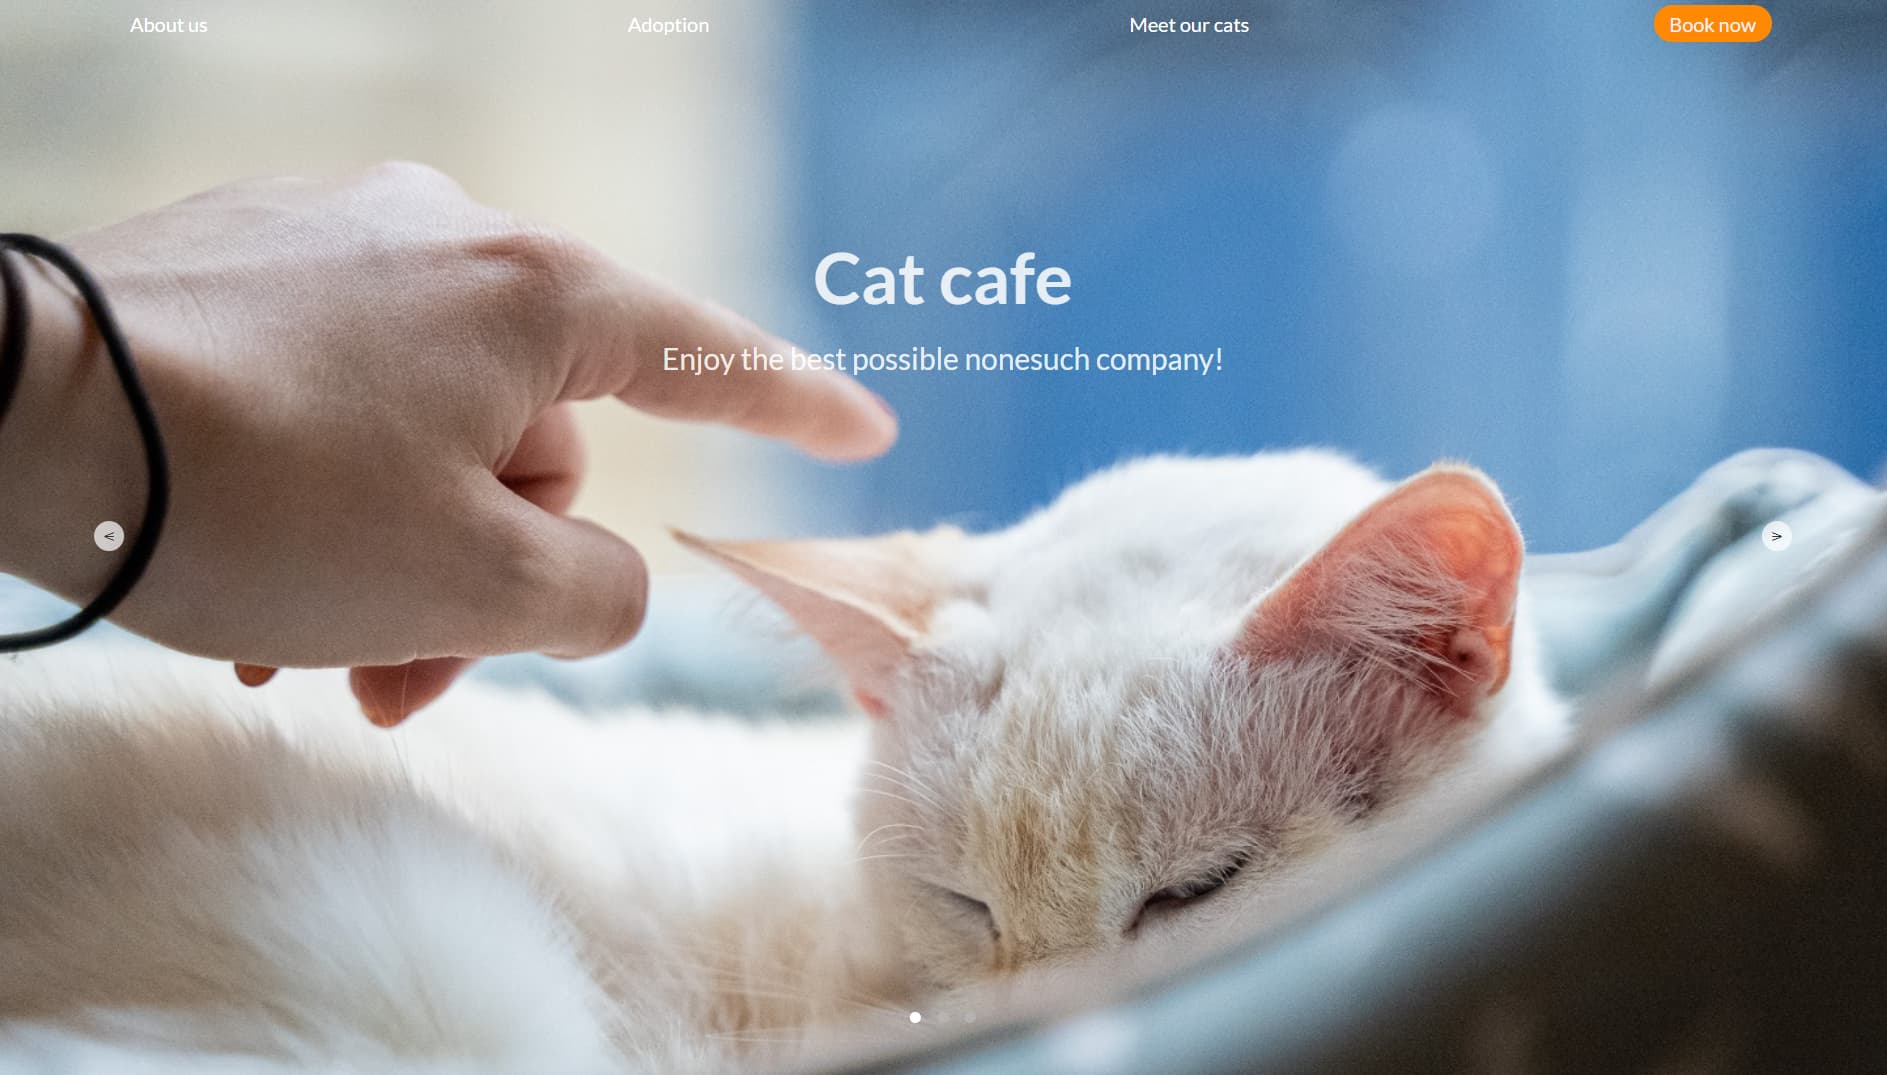 About us
Adoption
Meet our cats
Book now
Cat cafe
Enjoy the best possible nonesuch company!